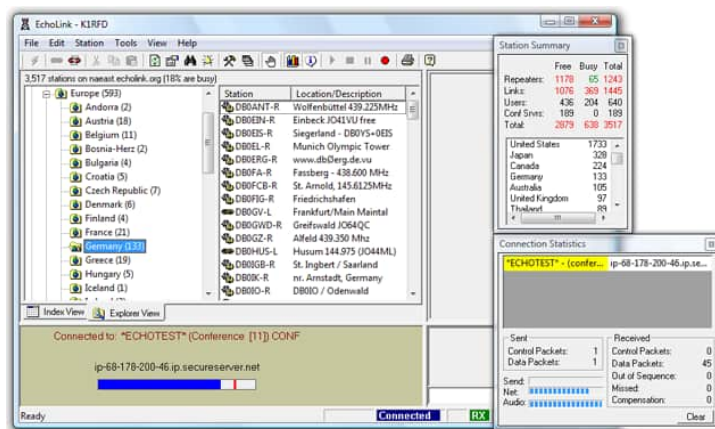 EchoLink - K1RFD
File Edit Station Tools View Help
3,517 stations on naeast.echolink.org (18% are busy)
Europe (593)
Andorra (2)
Austria (18)
Belgium (11)
Bosnia-Herz (2)
Bulgaria (4)
Croatia (5)
Czech Republic (7)
Denmark (6)
Finland (4)
France (21)
Germany (133)
Greece (19)
Hungary (5)
Iceland (1)
Station Location/Description
DB0ANT-R Wolfenbüttel 439.225MHz
DB0EIN-R Einbeck JO41VU free
DB0EIS-R Siegerland - DB0YS+0EIS
DB0EL-R Munich Olympic Tower
DB0ERG-R www.dbØerg.de.vu
DB0FA-R Fassberg - 438.600 MHz
DB0FCB-R St. Arnold, 145.6125MHz
DB0FIG-R Friedrichshafen
DB0GV-L Frankfurt/Main Maintal
DB0GWD-R Greifswald JO64QC
DB0GZ-R Alfeld 439.350 Mhz
DB0HUS-L Husum 144.975 (JO44ML)
DB0IGB-R St. Ingbert / Saarland
DB0IK-R nr. Arnstadt, Germany
DB0IO-R DB0IO / Odenwald
Index View Explorer View
Connected to: *ECHOTEST* (Conference [11]) CONF
ip-68-178-200-46.ip.secureserver.net
Ready Connected RX
Station Summary
Free Busy Total
Repeaters: 1178 65 1243
Links: 1076 369 1445
Users: 436 204 640
Conf Srvrs: 189 0 189
Total: 2879 638 3517
United States 1733
Japan 328
Canada 224
Germany 133
Australia 105
United Kingdom 97
Thailand 89
Connection Statistics
*ECHOTEST* - (confer... ip-68-178-200-46.ip.se...
Sent
Control Packets: 1
Data Packets: 1
Send:
Net:
Audio:
Received
Control Packets: 0
Data Packets: 45
Out of Sequence: 0
Missed: 0
Compensation: 0
Clear